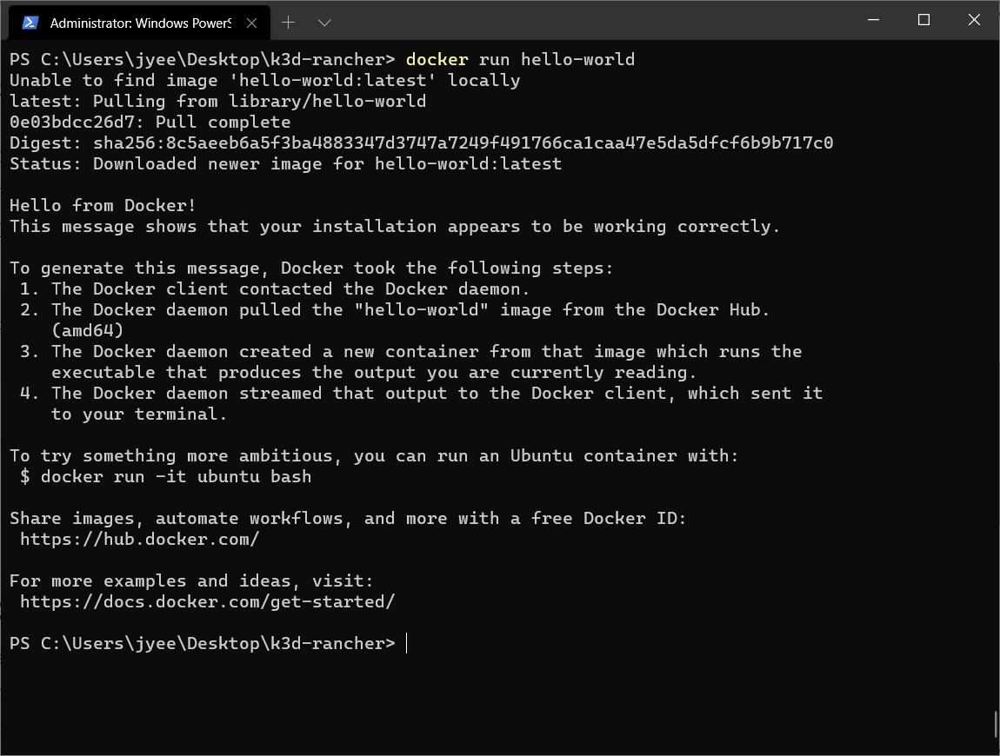 Administrator: Windows PowerS
PS C:\Users\jyee\Desktop\k3d-rancher> docker run hello-world
Unable to find image 'hello-world:latest' locally
latest: Pulling from library/hello-world
0e03bdcc26d7: Pull complete
Digest: sha256:8c5aeeb6a5f3ba4883347d3747a7249f491766ca1caa47e5da5dfcf6b9b717c0
Status: Downloaded newer image for hello-world:latest

Hello from Docker!
This message shows that your installation appears to be working correctly.

To generate this message, Docker took the following steps:
 1. The Docker client contacted the Docker daemon.
 2. The Docker daemon pulled the "hello-world" image from the Docker Hub.
    (amd64)
 3. The Docker daemon created a new container from that image which runs the
    executable that produces the output you are currently reading.
 4. The Docker daemon streamed that output to the Docker client, which sent it
    to your terminal.

To try something more ambitious, you can run an Ubuntu container with:
 $ docker run -it ubuntu bash

Share images, automate workflows, and more with a free Docker ID:
 https://hub.docker.com/

For more examples and ideas, visit:
 https://docs.docker.com/get-started/

PS C:\Users\jyee\Desktop\k3d-rancher>